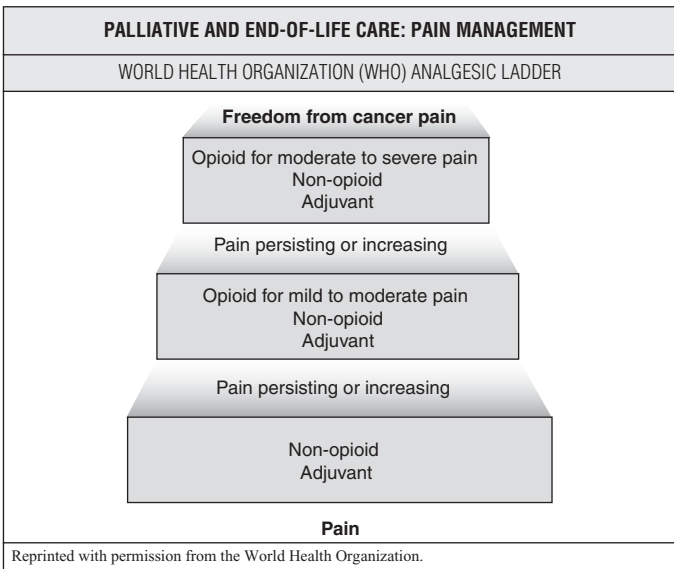 PALLIATIVE AND END-OF-LIFE CARE: PAIN MANAGEMENT
WORLD HEALTH ORGANIZATION (WHO) ANALGESIC LADDER
Freedom from cancer pain
Opioid for moderate to severe pain
Non-opioid
Adjuvant
Pain persisting or increasing
Opioid for mild to moderate pain
Non-opioid
Adjuvant
Pain persisting or increasing
Non-opioid
Adjuvant
Pain
Reprinted with permission from the World Health Organization.